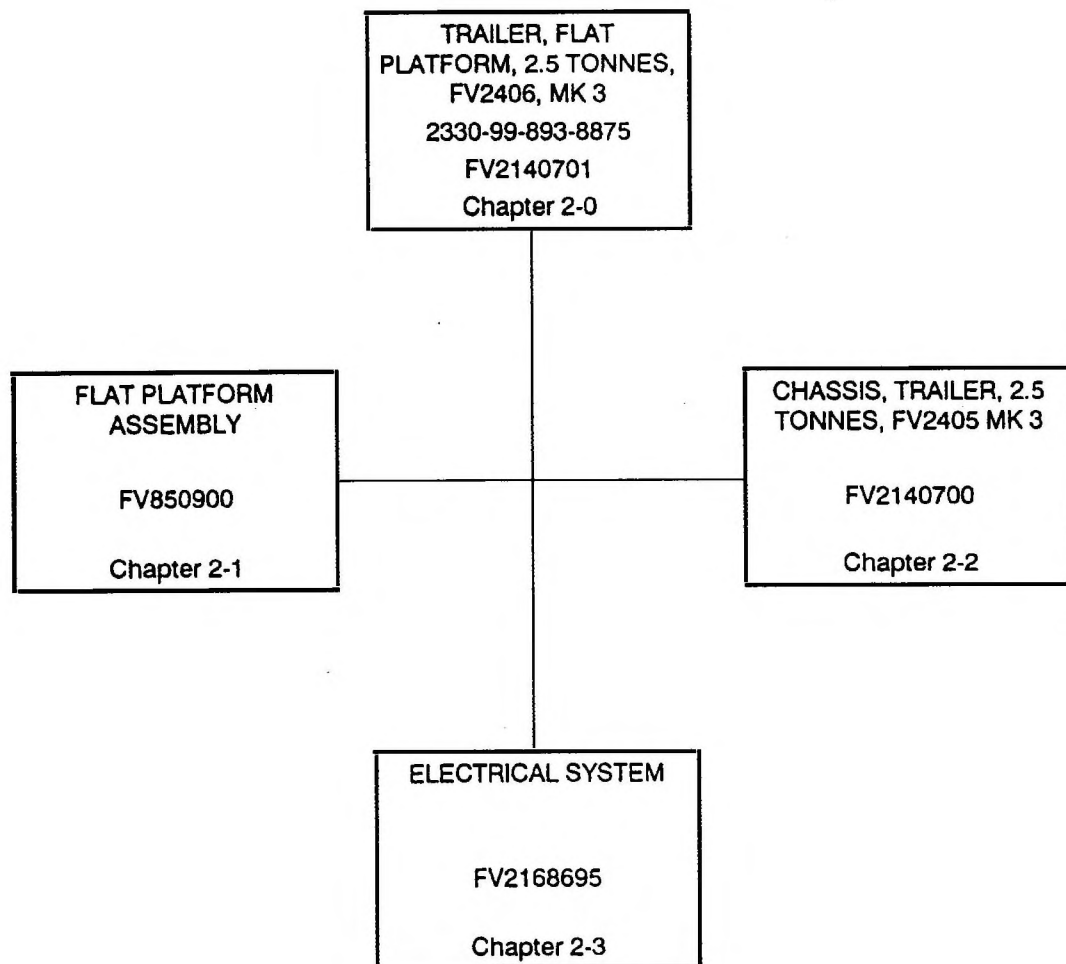 TRAILER, FLAT
PLATFORM, 2.5 TONNES,
FV2406, MK 3
2330-99-893-8875
FV2140701
Chapter 2-0
FLAT PLATFORM
ASSEMBLY
FV850900
Chapter 2-1
CHASSIS, TRAILER, 2.5
TONNES, FV2405 MK 3
FV2140700
Chapter 2-2
ELECTRICAL SYSTEM
FV2168695
Chapter 2-3